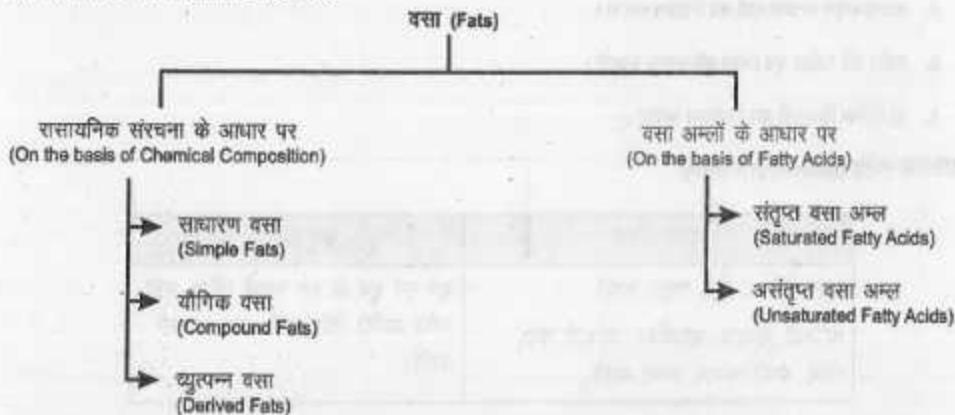 वसा (Fats)
रासायनिक संरचना के आधार पर
(On the basis of Chemical Composition)
साधारण वसा
(Simple Fats)
यौगिक वसा
(Compound Fats)
व्युत्पन्न वसा
(Derived Fats)
वसा अम्लों के आधार पर
(On the basis of Fatty Acids)
संतृप्त वसा अम्ल
(Saturated Fatty Acids)
असंतृप्त वसा अम्ल
(Unsaturated Fatty Acids)